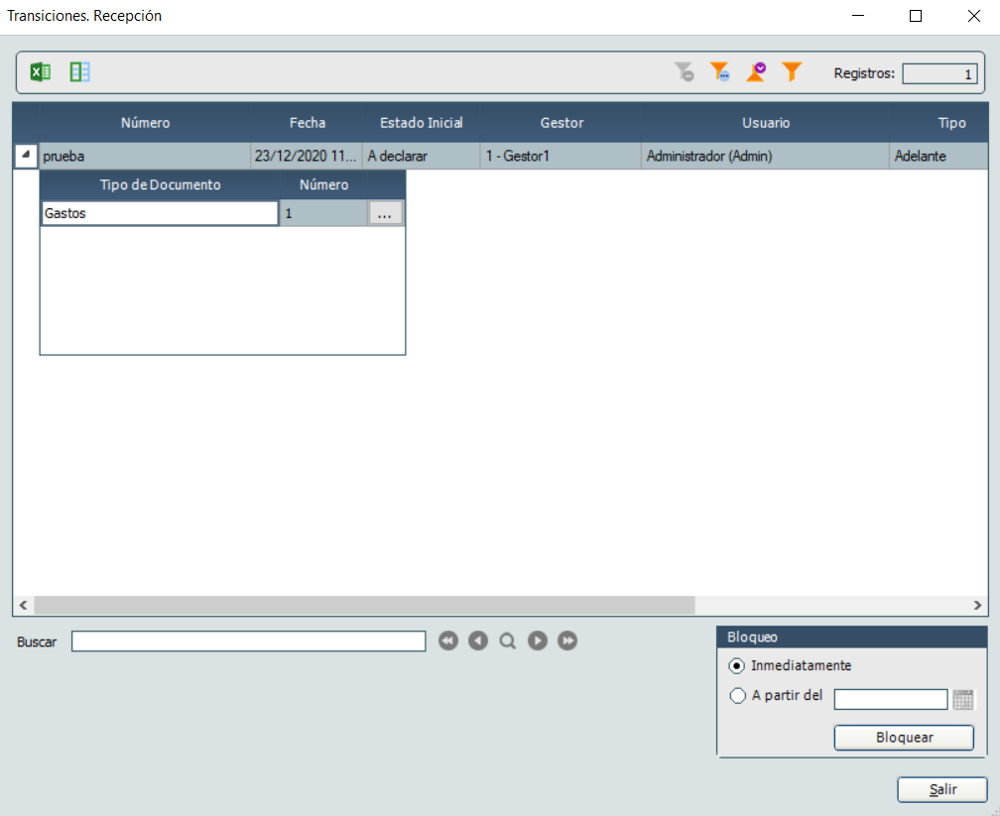 Transiciones. Recepción
Registros: 1
Número Fecha Estado Inicial Gestor Usuario Tipo
prueba 23/12/2020 11... A declarar 1 - Gestor1 Administrador (Admin) Adelante
Tipo de Documento Número
Gastos 1 ...
Buscar
Bloqueo
Inmediatamente
A partir del
Bloquear
Salir